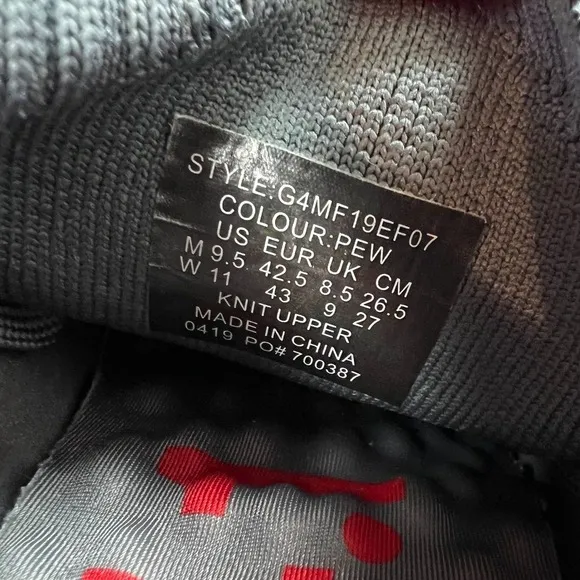 STYLE:G4MF19EF07
COLOUR:PEW
US EUR UK CM
M 9.5 42.5 8.5 26.5
W 11 43 9 27
KNIT UPPER
MADE IN CHINA
0419 PO# 700387